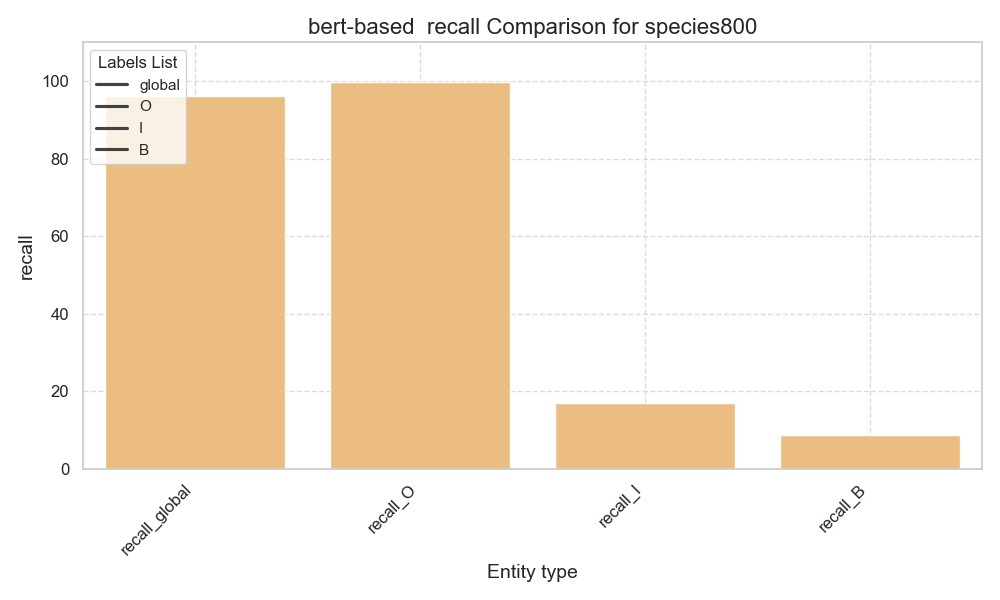 bert-based  recall Comparison for species800
Labels List
global
O
I
B
100
80
60
40
20
0
recall
recall_global
recall_O
recall_I
recall_B
Entity type